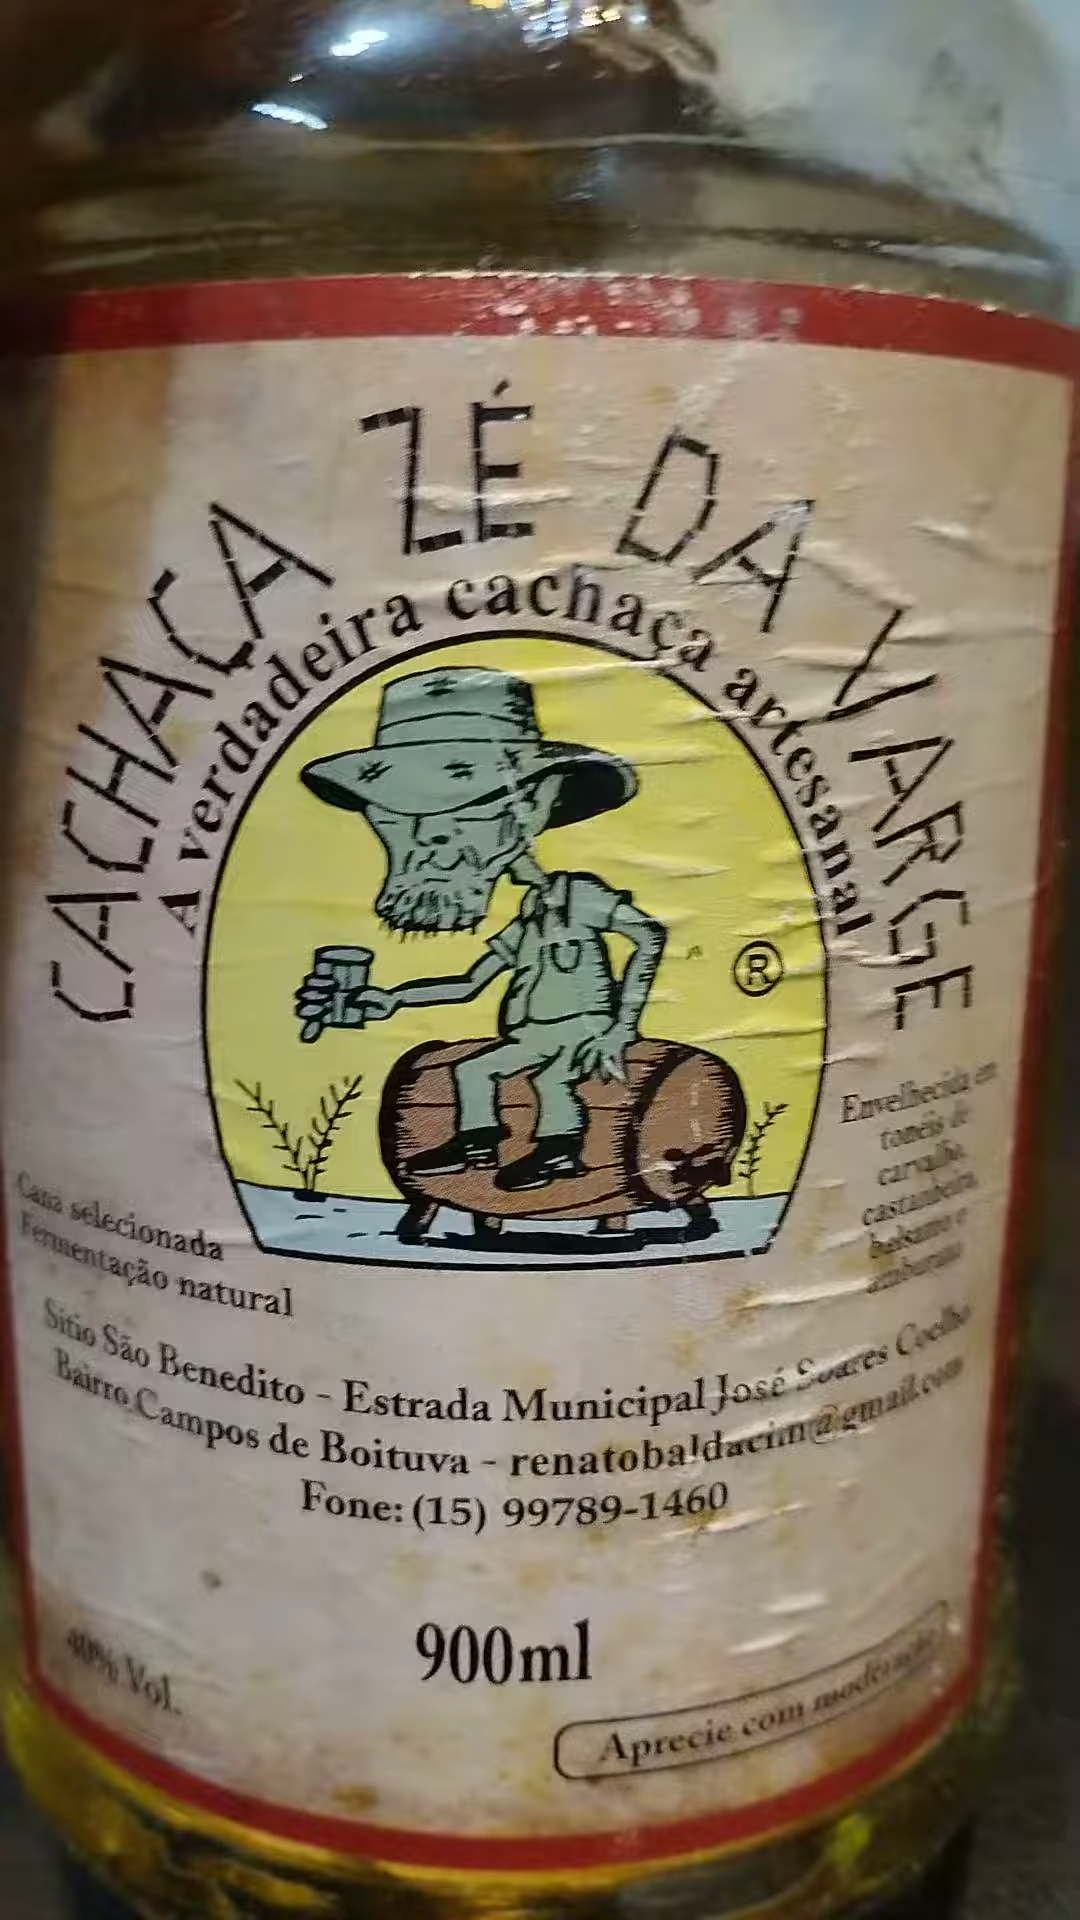 CACHAÇA ZÉ DA VARGE
A verdadeira cachaça artesanal
®
Envelhecida em
tonéis de
carvalho,
castanheira,
bálsamo e
amburana
Cana selecionada
Fermentação natural
Sítio São Benedito - Estrada Municipal José Soares Coelho
Bairro Campos de Boituva - renatobaldacim@gmail.com
Fone: (15) 99789-1460
900ml
40% Vol.
Aprecie com moderação